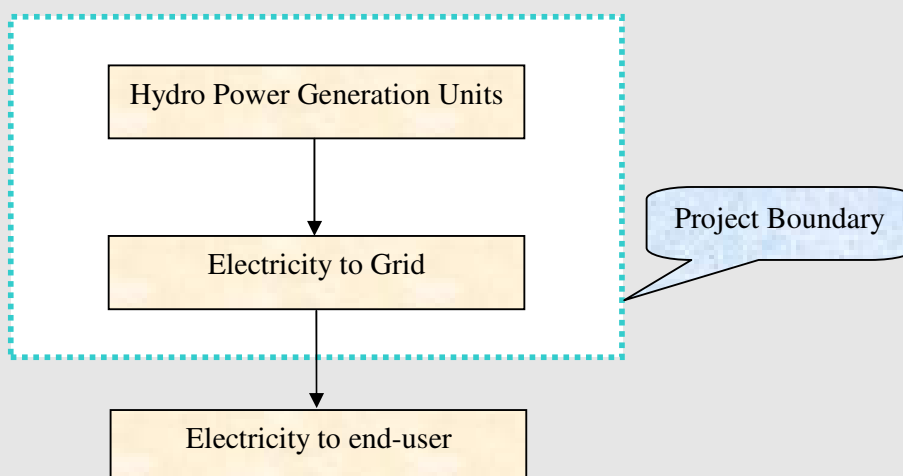 Hydro Power Generation Units
Electricity to Grid
Project Boundary
Electricity to end-user